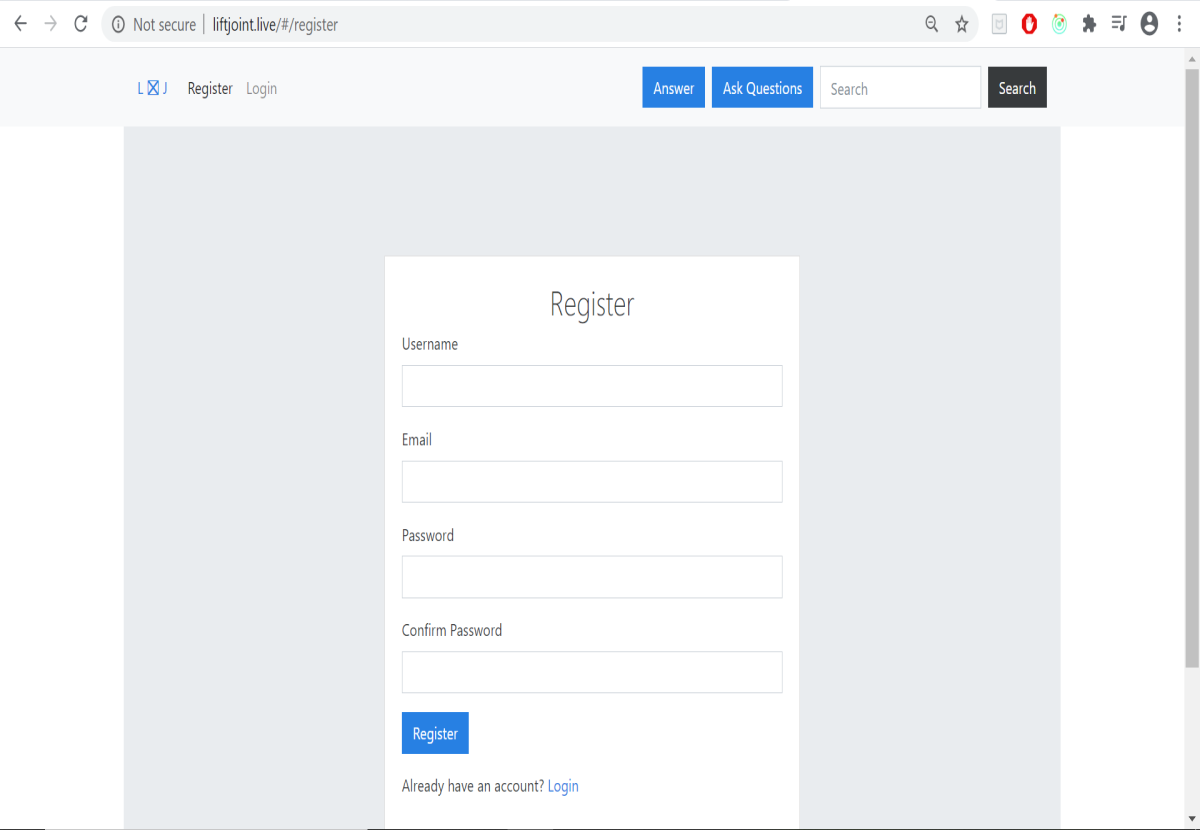 Not secure liftjoint.live/#/register
L J Register Login Answer Ask Questions Search Search
Register
Username
Email
Password
Confirm Password
Register
Already have an account? Login